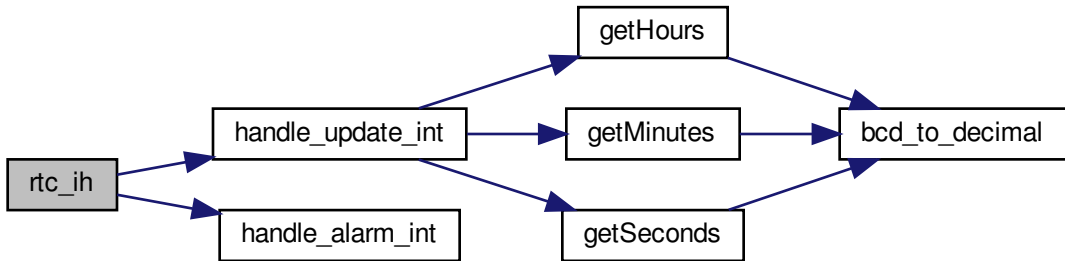 rtc_ih
handle_update_int
handle_alarm_int
getHours
getMinutes
getSeconds
bcd_to_decimal